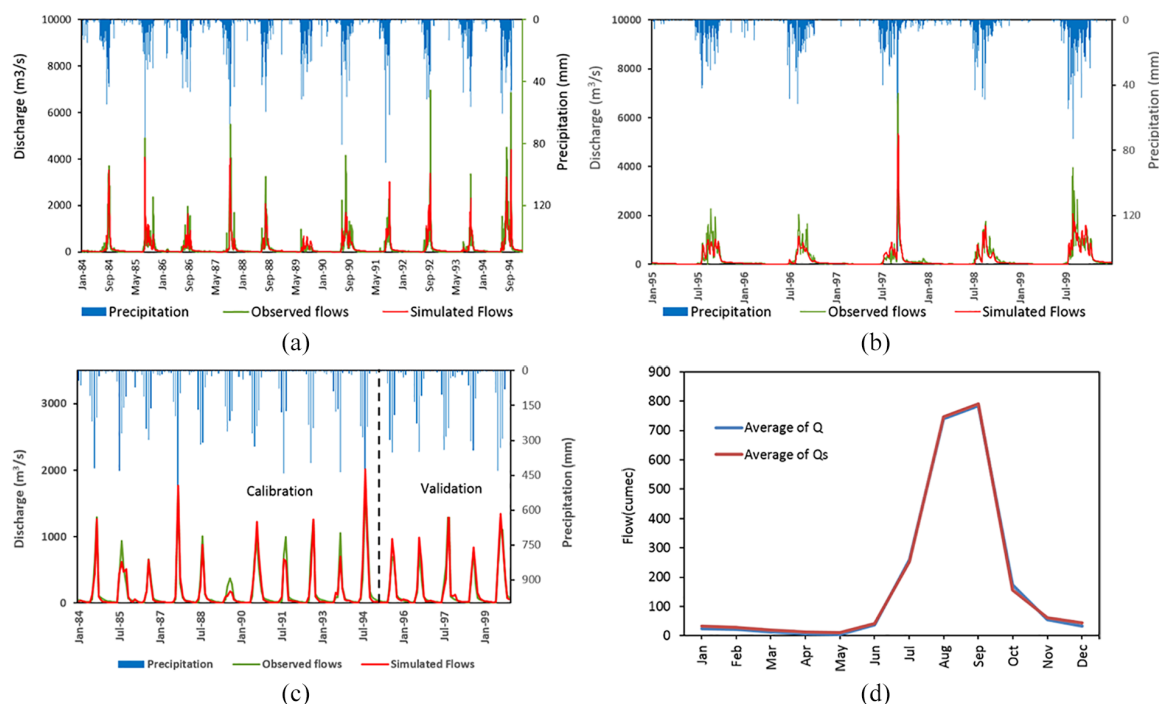 10000
8000
6000
4000
2000
0
Discharge (m3/s)
0
40
80
120
Precipitation (mm)
Jan-84
Sep-84
May-85
Jan-86
Sep-86
May-87
Jan-88
Sep-88
May-89
Jan-90
Sep-90
May-91
Jan-92
Sep-92
May-93
Jan-94
Sep-94
Precipitation Observed flows Simulated Flows
(a)
10000
8000
6000
4000
2000
0
Discharge (m³/s)
0
40
80
120
Precipitation (mm)
Jan-95
Jul-95
Jan-96
Jul-96
Jan-97
Jul-97
Jan-98
Jul-98
Jan-99
Jul-99
Precipitation Observed flows Simulated Flows
(b)
3000
2000
1000
0
Discharge (m³/s)
0
150
300
450
600
750
900
Precipitation (mm)
Calibration
Validation
Jan-84
Jul-85
Jan-87
Jul-88
Jan-90
Jul-91
Jan-93
Jul-94
Jan-96
Jul-97
Jan-99
Precipitation Observed flows Simulated Flows
(c)
900
800
700
600
500
400
300
200
100
0
Flow(cumec)
Average of Q
Average of Qs
Jan
Feb
Mar
Apr
May
Jun
Jul
Aug
Sep
Oct
Nov
Dec
(d)